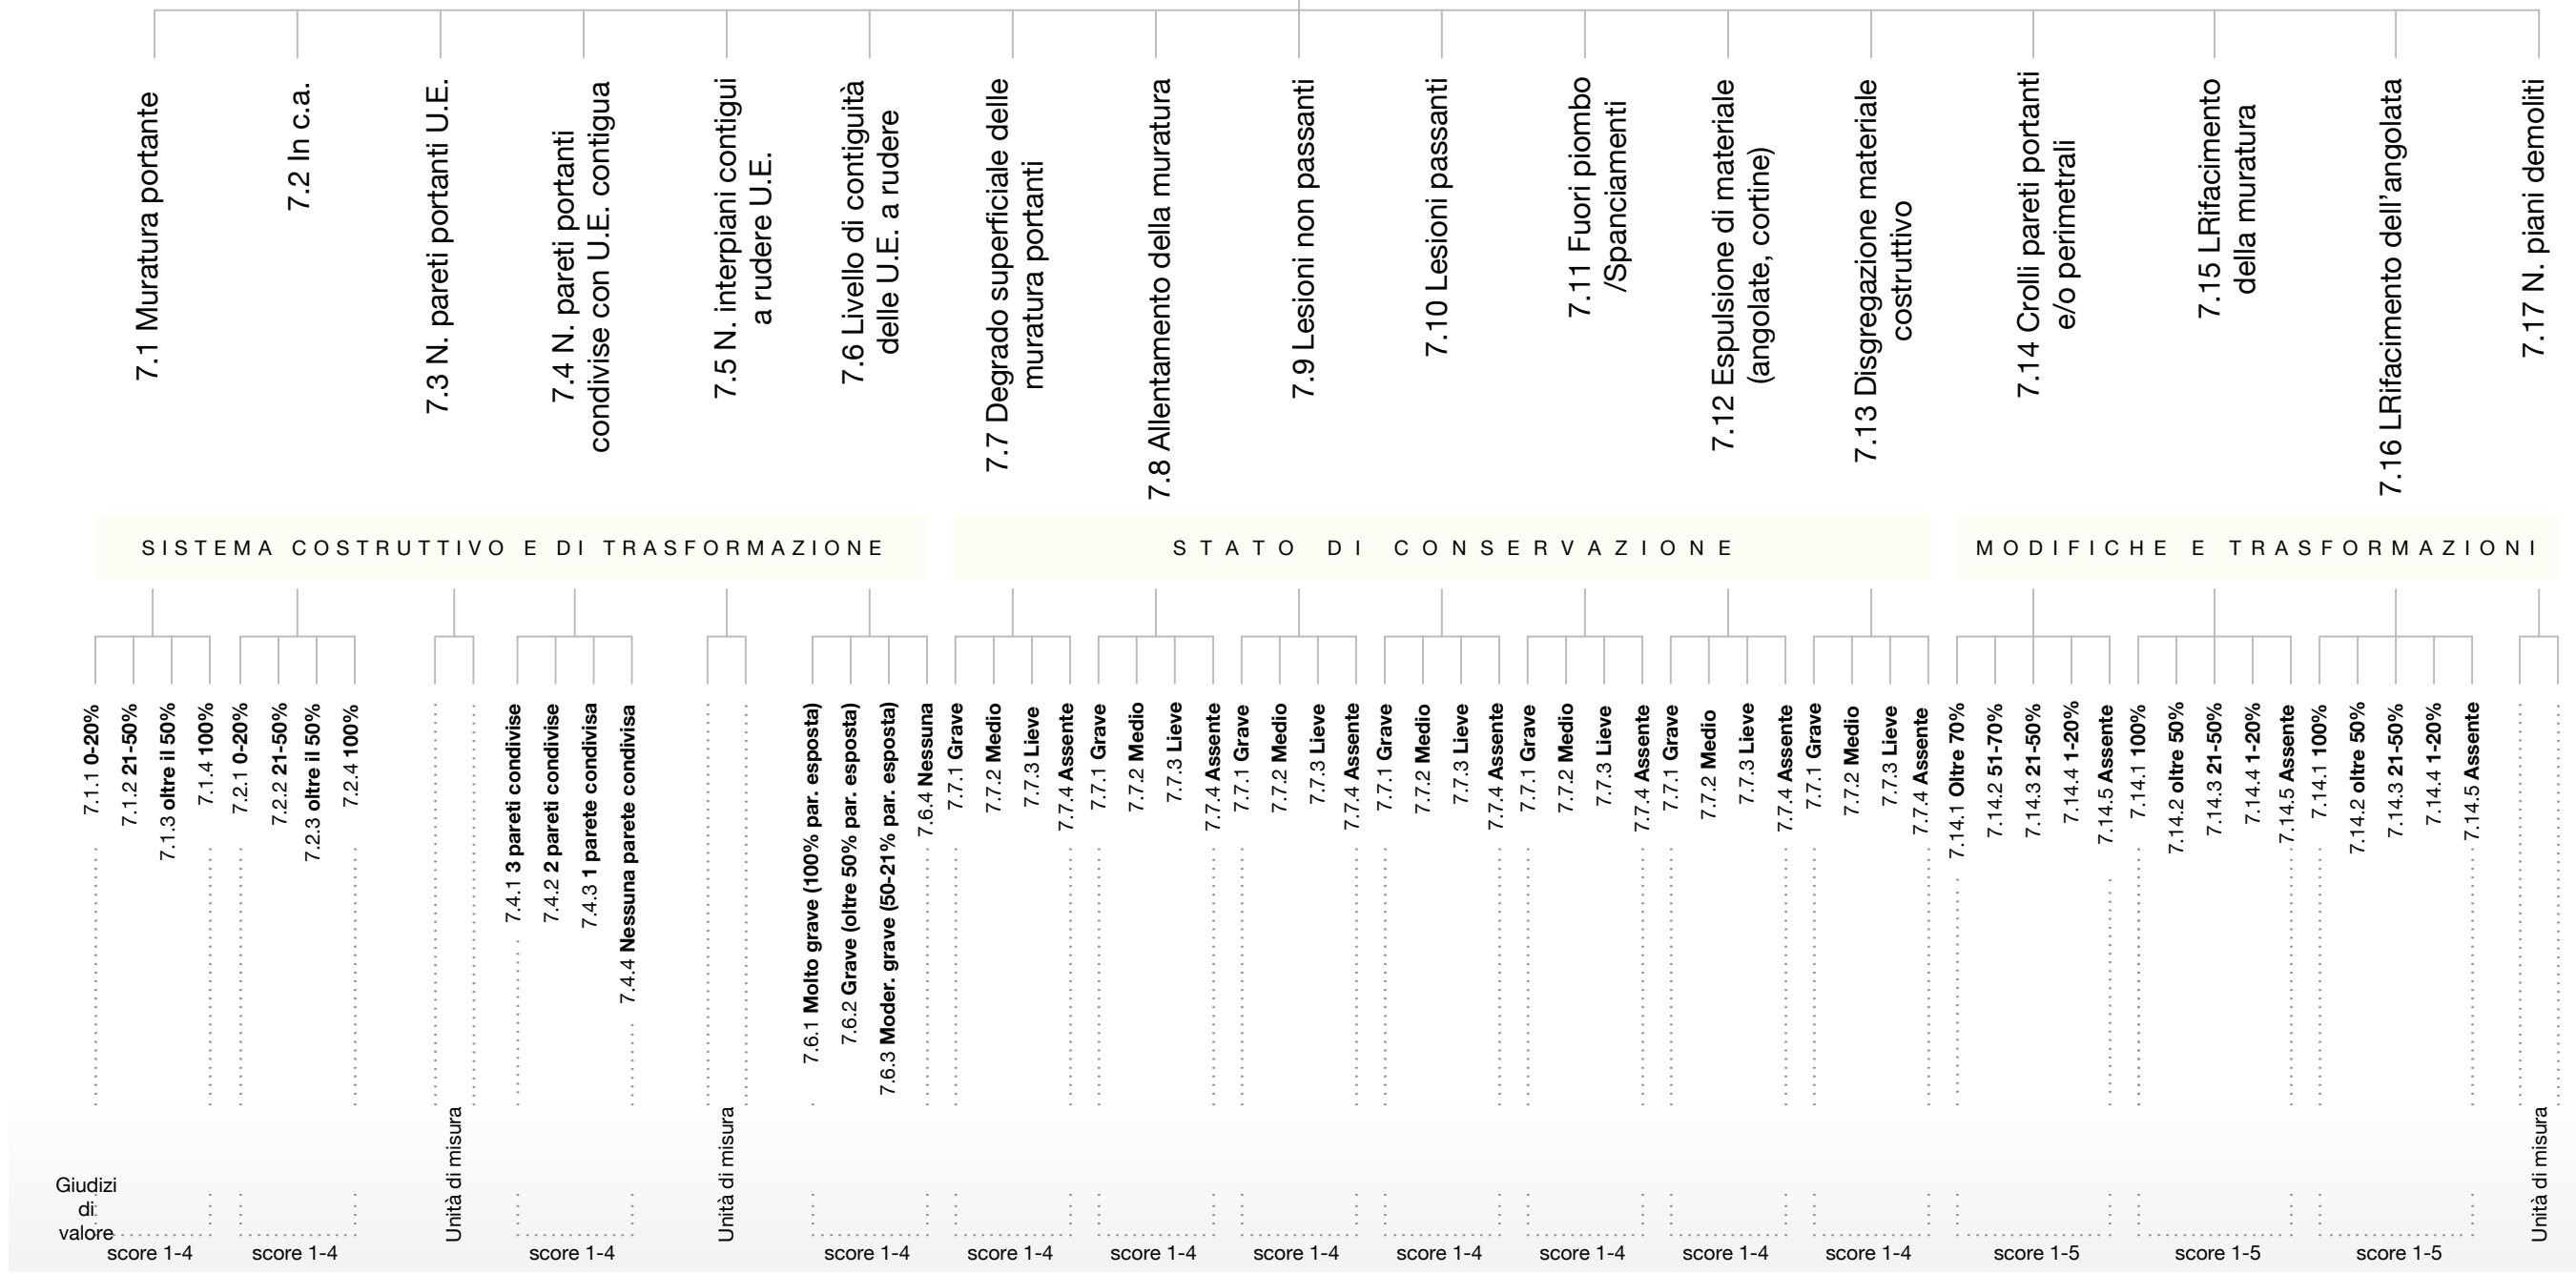 7.1 Muratura portante
7.2 In c.a.
7.3 N. pareti portanti U.E.
7.4 N. pareti portanti
condivise con U.E. contigua
7.5 N. interpiani contigui
a rudere U.E.
7.6 Livello di contiguità
delle U.E. a rudere
7.7 Degrado superficiale delle
muratura portanti
7.8 Allentamento della muratura
7.9 Lesioni non passanti
7.10 Lesioni passanti
7.11 Fuori piombo
/Spanciamenti
7.12 Espulsione di materiale
(angolate, cortine)
7.13 Disgregazione materiale
costruttivo
7.14 Crolli pareti portanti
e/o perimetrali
7.15 LRifacimento
della muratura
7.16 LRifacimento dell'angolata
7.17 N. piani demoliti
SISTEMA COSTRUTTIVO E DI TRASFORMAZIONE
STATO DI CONSERVAZIONE
MODIFICHE E TRASFORMAZIONI
7.1.1 0-20%
7.1.2 21-50%
7.1.3 oltre il 50%
7.1.4 100%
7.2.1 0-20%
7.2.2 21-50%
7.2.3 oltre il 50%
7.2.4 100%
7.4.1 3 pareti condivise
7.4.2 2 pareti condivise
7.4.3 1 parete condivisa
7.4.4 Nessuna parete condivisa
7.6.1 Molto grave (100% par. esposta)
7.6.2 Grave (oltre 50% par. esposta)
7.6.3 Moder. grave (50-21% par. esposta)
7.6.4 Nessuna
7.7.1 Grave
7.7.2 Medio
7.7.3 Lieve
7.7.4 Assente
7.7.1 Grave
7.7.2 Medio
7.7.3 Lieve
7.7.4 Assente
7.7.1 Grave
7.7.2 Medio
7.7.3 Lieve
7.7.4 Assente
7.7.1 Grave
7.7.2 Medio
7.7.3 Lieve
7.7.4 Assente
7.7.1 Grave
7.7.2 Medio
7.7.3 Lieve
7.7.4 Assente
7.7.1 Grave
7.7.2 Medio
7.7.3 Lieve
7.7.4 Assente
7.7.1 Grave
7.7.2 Medio
7.7.3 Lieve
7.7.4 Assente
7.14.1 Oltre 70%
7.14.2 51-70%
7.14.3 21-50%
7.14.4 1-20%
7.14.5 Assente
7.14.1 100%
7.14.2 oltre 50%
7.14.3 21-50%
7.14.4 1-20%
7.14.5 Assente
7.14.1 100%
7.14.2 oltre 50%
7.14.3 21-50%
7.14.4 1-20%
7.14.5 Assente
Giudizi
di
valore
score 1-4
score 1-4
Unità di misura
score 1-4
Unità di misura
score 1-4
score 1-4
score 1-4
score 1-4
score 1-4
score 1-4
score 1-4
score 1-4
score 1-5
score 1-5
score 1-5
Unità di misura